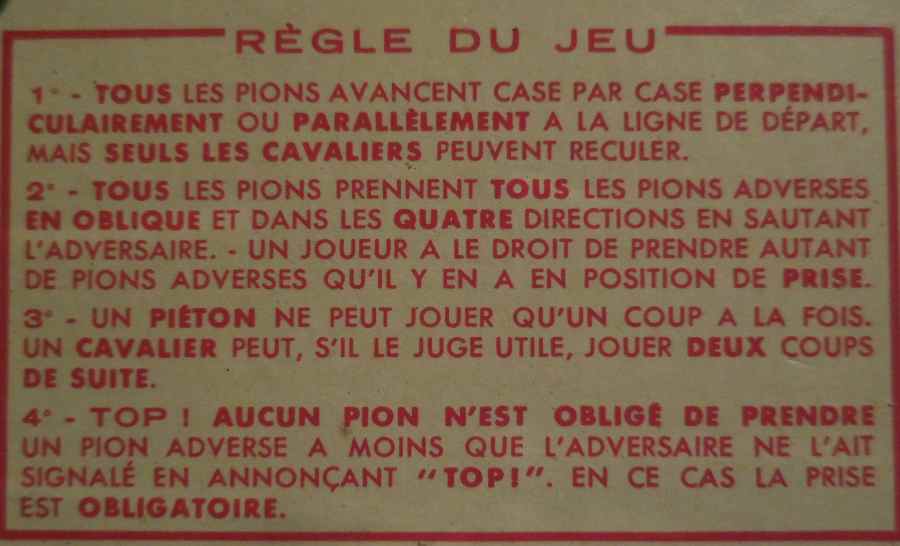 RÈGLE DU JEU
1° - TOUS LES PIONS AVANCENT CASE PAR CASE PERPENDI-
CULAIREMENT OU PARALLÈLEMENT A LA LIGNE DE DÉPART,
MAIS SEULS LES CAVALIERS PEUVENT RECULER.
2° - TOUS LES PIONS PRENNENT TOUS LES PIONS ADVERSES
EN OBLIQUE ET DANS LES QUATRE DIRECTIONS EN SAUTANT
L'ADVERSAIRE. - UN JOUEUR A LE DROIT DE PRENDRE AUTANT
DE PIONS ADVERSES QU'IL Y EN A EN POSITION DE PRISE.
3° - UN PIÉTON NE PEUT JOUER QU'UN COUP A LA FOIS.
UN CAVALIER PEUT, S'IL LE JUGE UTILE, JOUER DEUX COUPS
DE SUITE.
4° - TOP ! AUCUN PION N'EST OBLIGÉ DE PRENDRE
UN PION ADVERSE A MOINS QUE L'ADVERSAIRE NE L'AIT
SIGNALÉ EN ANNONÇANT "TOP!". EN CE CAS LA PRISE
EST OBLIGATOIRE.